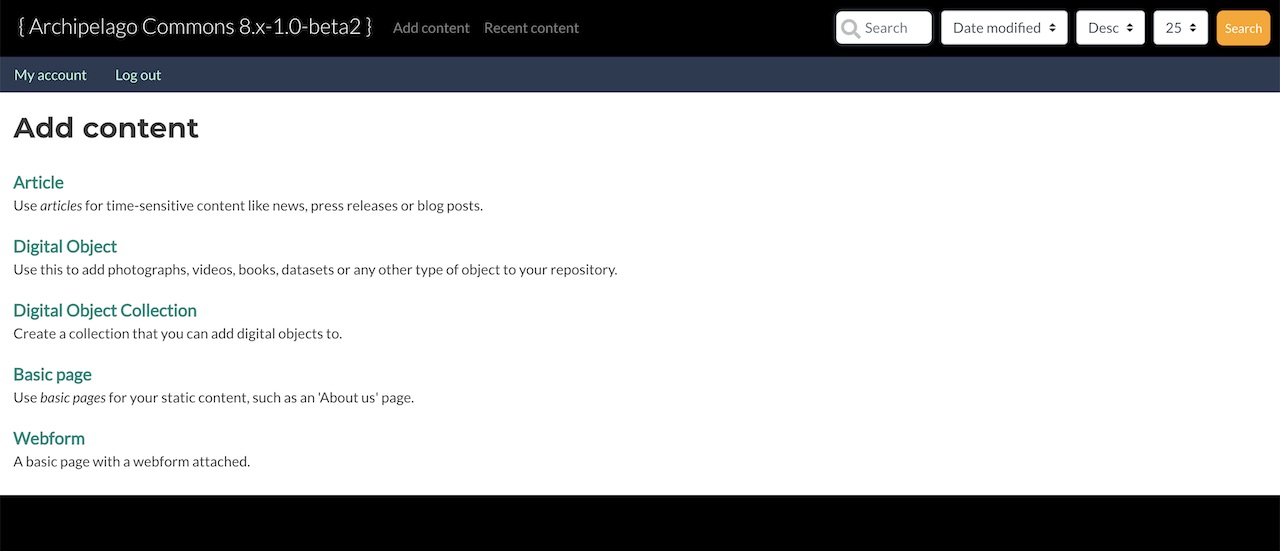 { Archipelago Commons 8.x-1.0-beta2 } Add content Recent content Search Date modified Desc 25 Search
My account Log out
Add content
Article
Use articles for time-sensitive content like news, press releases or blog posts.
Digital Object
Use this to add photographs, videos, books, datasets or any other type of object to your repository.
Digital Object Collection
Create a collection that you can add digital objects to.
Basic page
Use basic pages for your static content, such as an 'About us' page.
Webform
A basic page with a webform attached.